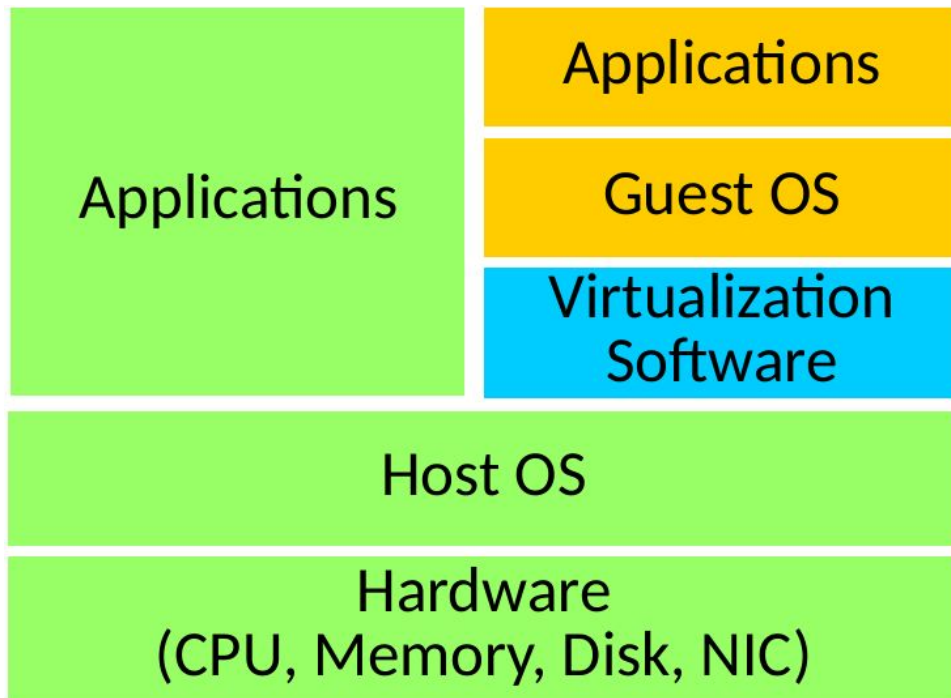 Applications
Applications
Guest OS
Virtualization
Software
Host OS
Hardware
(CPU, Memory, Disk, NIC)